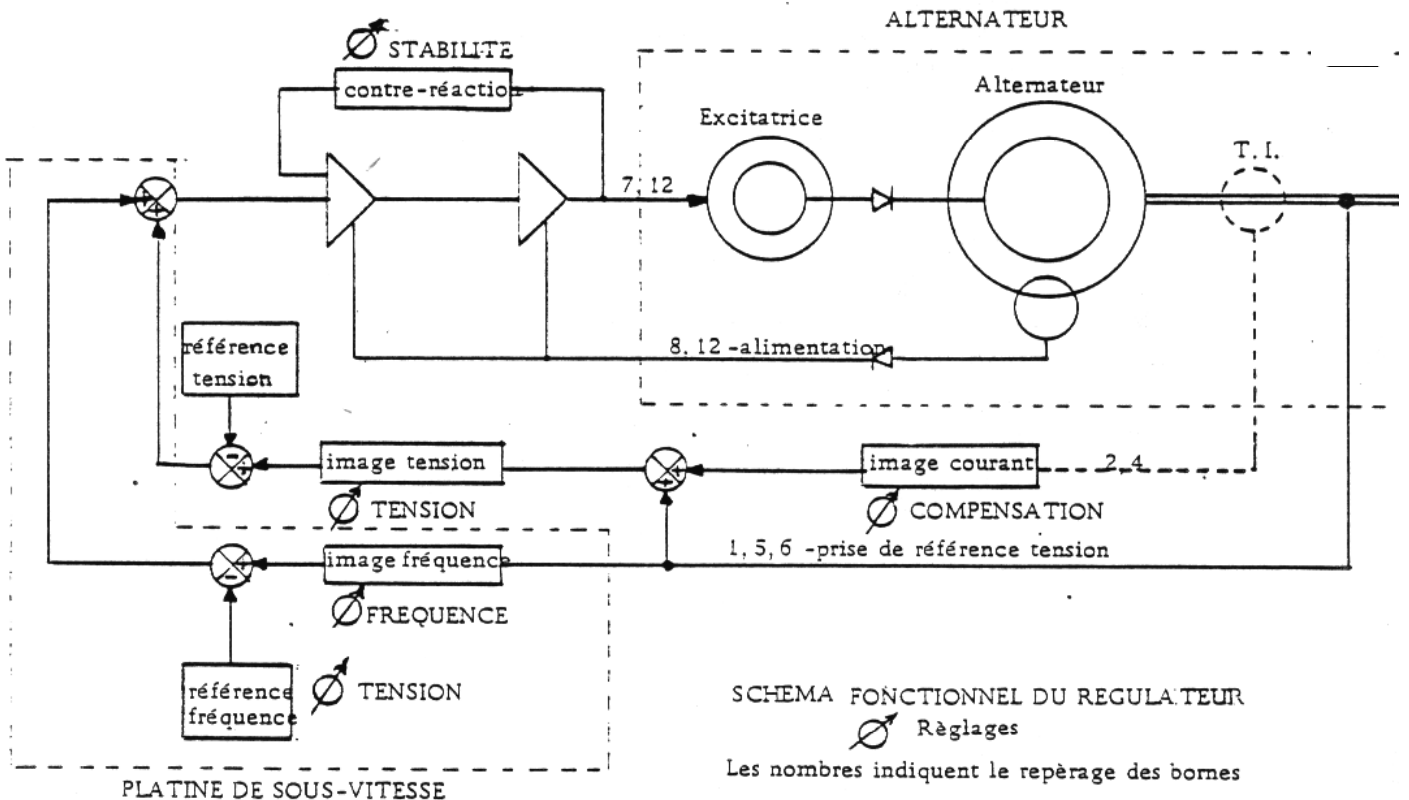 ALTERNATEUR
STABILITE
contre-réactio
Alternateur
Excitatrice
T. I.
7, 12
référence
tension
8, 12 -alimentation
image tension
image courant
2, 4
TENSION
COMPENSATION
1, 5, 6 -prise de référence tension
image fréquence
FREQUENCE
référence
fréquence
TENSION
SCHEMA FONCTIONNEL DU REGULATEUR
Règlages
Les nombres indiquent le repèrage des bornes
PLATINE DE SOUS-VITESSE